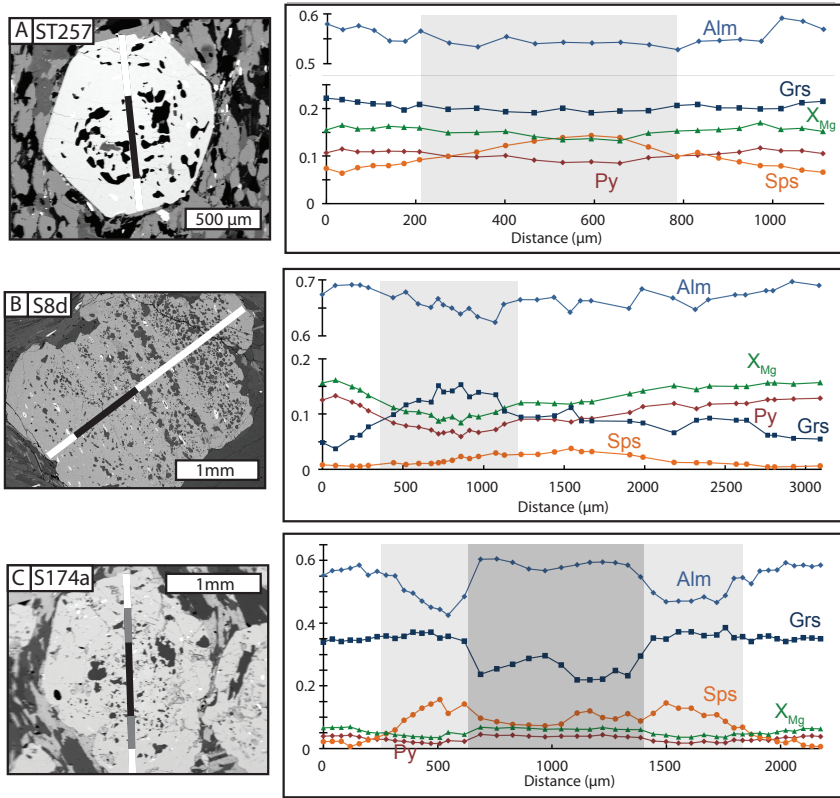 A ST257
500 µm
0.6
0.5
0.2
0.1
0
Alm
Grs
XMg
Py
Sps
0 200 400 600 800 1000
Distance (µm)
B S8d
1mm
0.7
0.6
0.2
0.1
0
Alm
XMg
Py
Grs
Sps
0 500 1000 1500 2000 2500 3000
Distance (µm)
C S174a
1mm
0.6
0.4
0.2
0
Alm
Grs
Sps
XMg
Py
0 500 1000 1500 2000
Distance (µm)